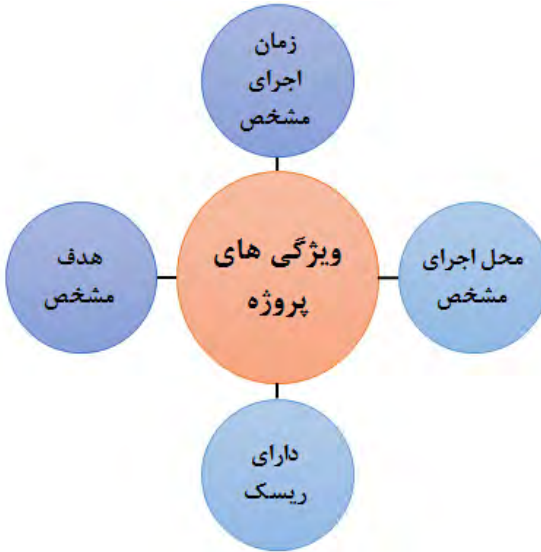 زمان
اجرای
مشخص
ویژگی های
پروژه
محل اجرای
مشخص
هدف
مشخص
دارای
ریسک